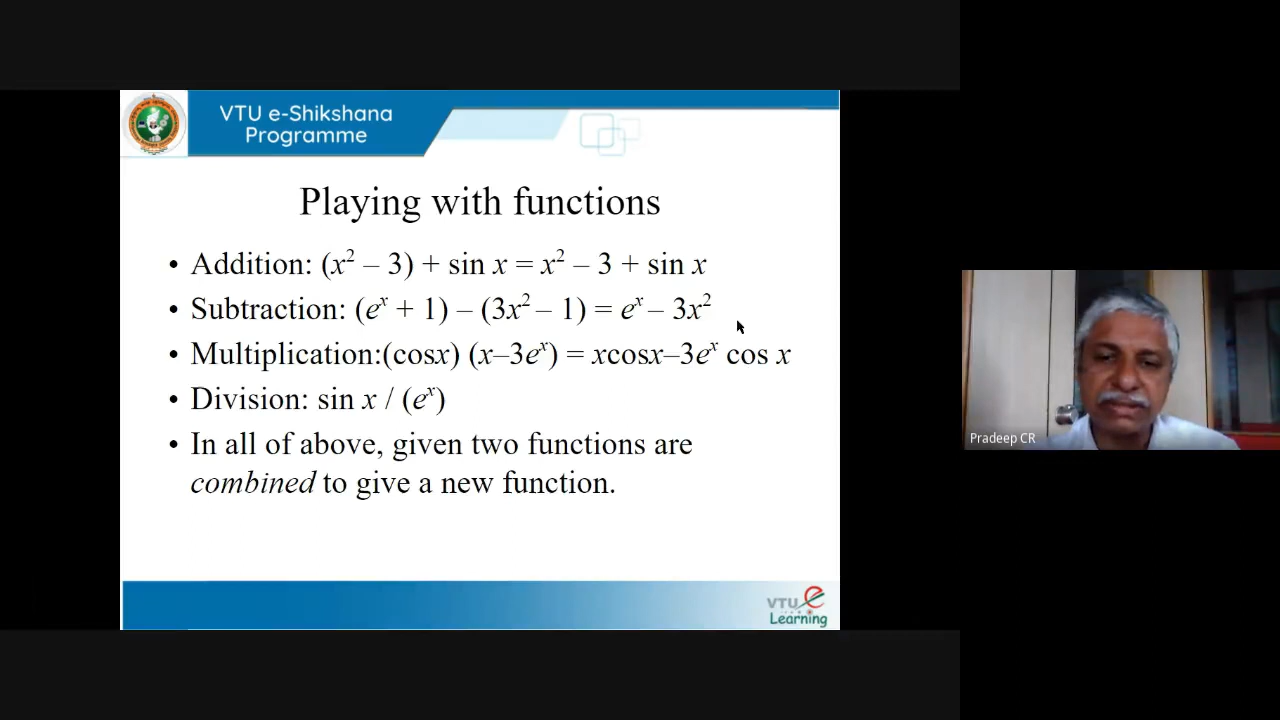 VTU e-Shikshana
Programme
Playing with functions
• Addition: (x² – 3) + sin x = x² – 3 + sin x
• Subtraction: (eˣ + 1) – (3x² – 1) = eˣ – 3x²
• Multiplication:(cosx) (x–3eˣ) = xcosx–3eˣ cos x
• Division: sin x / (eˣ)
• In all of above, given two functions are
combined to give a new function.
Pradeep CR
VTU e
Learning